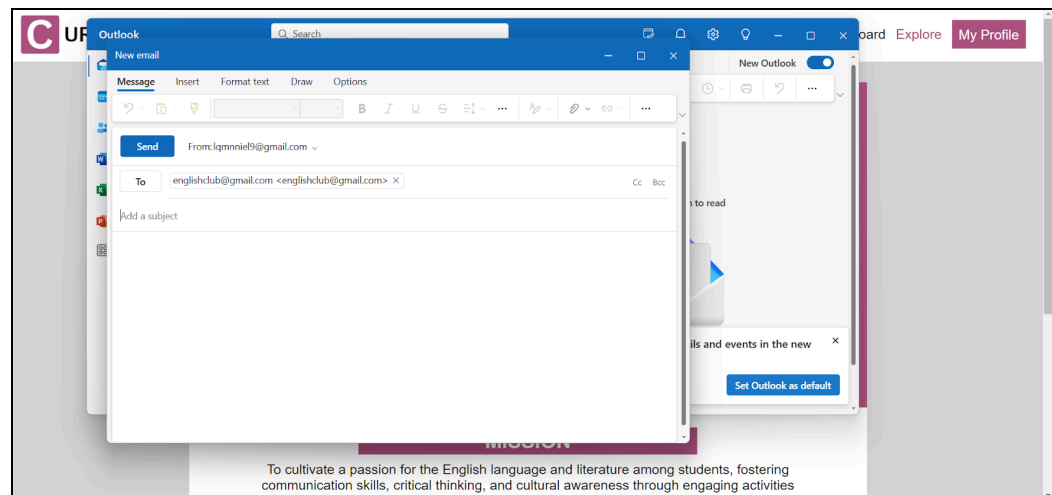 C UR
Outlook
Search
oard Explore My Profile
New email
New Outlook
Message Insert Format text Draw Options
B I U S
Send From: lqmnniel9@gmail.com
To englishclub@gmail.com <englishclub@gmail.com> Cc Bcc
n to read
Add a subject
ils and events in the new
Set Outlook as default
MISSION
To cultivate a passion for the English language and literature among students, fostering
communication skills, critical thinking, and cultural awareness through engaging activities